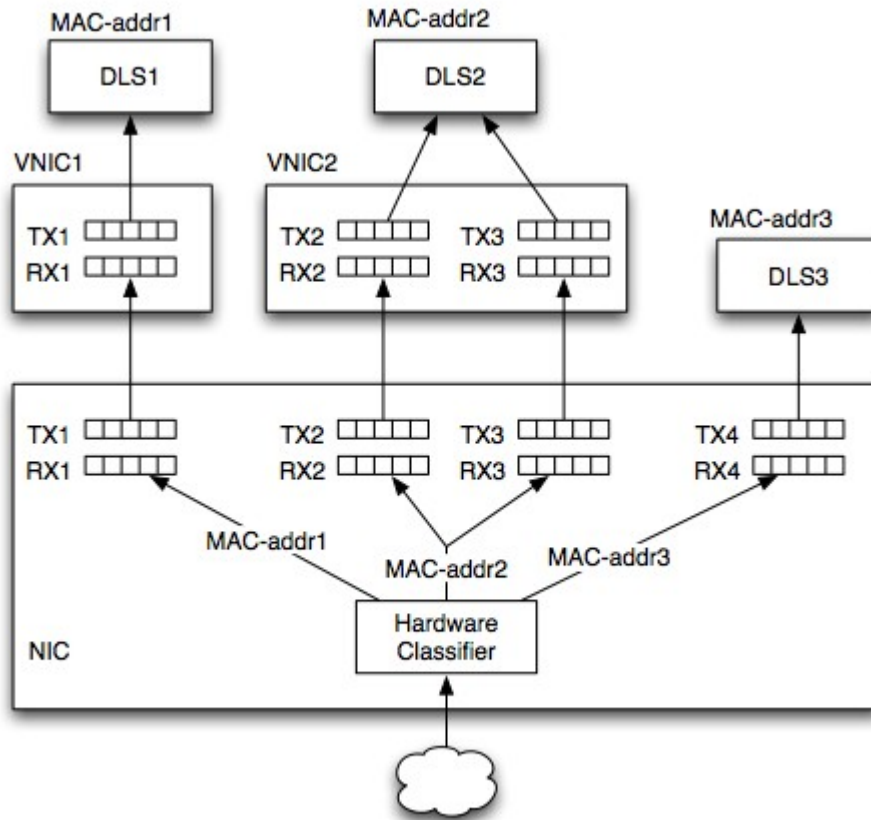 MAC-addr1
MAC-addr2
DLS1
DLS2
VNIC1
VNIC2
MAC-addr3
TX1
TX2
TX3
RX1
RX2
RX3
DLS3
TX1
TX2
TX3
TX4
RX1
RX2
RX3
RX4
MAC-addr1
MAC-addr2
MAC-addr3
Hardware
Classifier
NIC